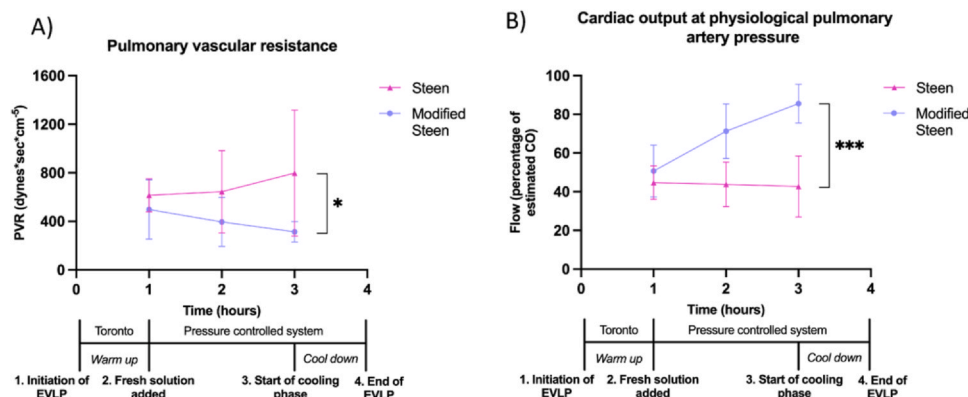 A)
Pulmonary vascular resistance
PVR (dynes*sec*cm-⁵)
1600
1200
800
400
0
0 1 2 3 4
Time (hours)
Steen
Modified
Steen
*
Toronto Pressure controlled system
Warm up Cool down
1. Initiation of 2. Fresh solution 3. Start of cooling 4. End of
EVLP added phase EVLP
B)
Cardiac output at physiological pulmonary
artery pressure
Flow (percentage of
estimated CO)
100
80
60
40
20
0
0 1 2 3 4
Time (hours)
Steen
Modified
Steen
***
Toronto Pressure controlled system
Warm up Cool down
1. Initiation of 2. Fresh solution 3. Start of cooling 4. End of
EVLP added phase EVLP